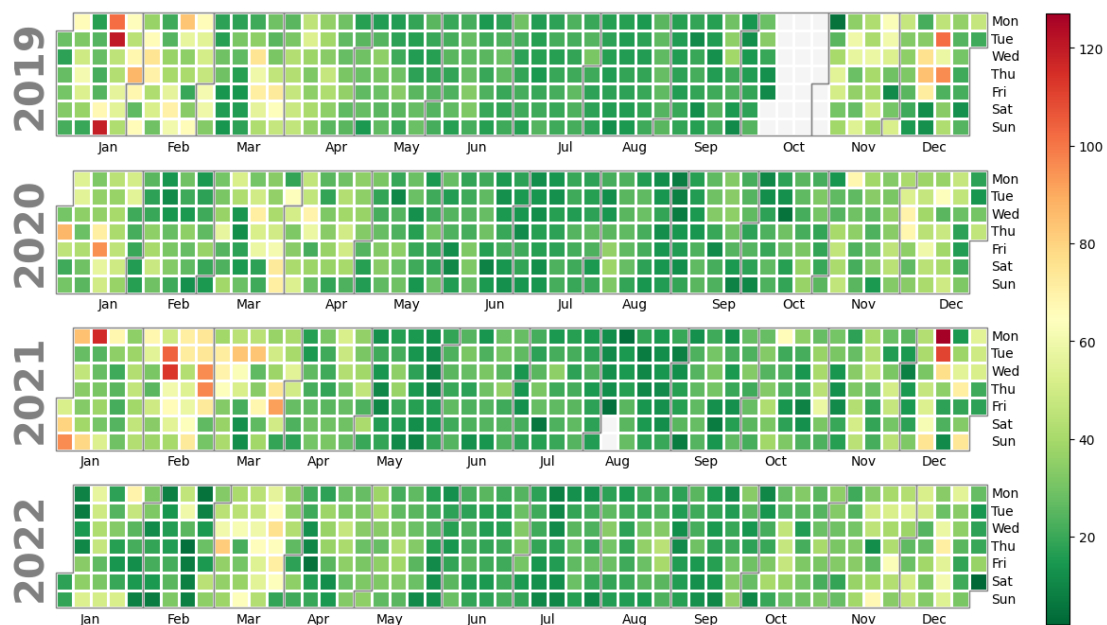 2019
Mon
Tue
Wed
Thu
Fri
Sat
Sun
Jan Feb Mar Apr May Jun Jul Aug Sep Oct Nov Dec
2020
Mon
Tue
Wed
Thu
Fri
Sat
Sun
Jan Feb Mar Apr May Jun Jul Aug Sep Oct Nov Dec
2021
Mon
Tue
Wed
Thu
Fri
Sat
Sun
Jan Feb Mar Apr May Jun Jul Aug Sep Oct Nov Dec
2022
Mon
Tue
Wed
Thu
Fri
Sat
Sun
Jan Feb Mar Apr May Jun Jul Aug Sep Oct Nov Dec
120
100
80
60
40
20